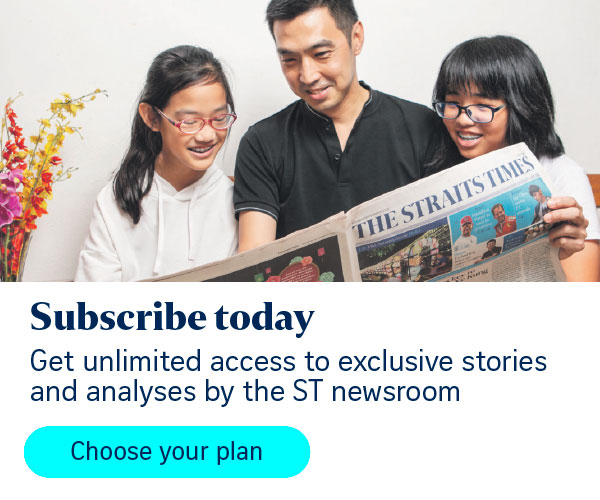 THE STRAITS TIMES
Subscribe today
Get unlimited access to exclusive stories
and analyses by the ST newsroom
Choose your plan